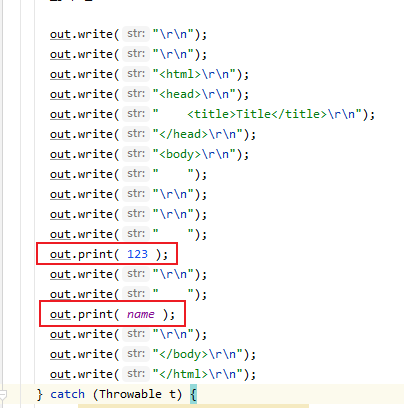 out.write( str: "\r\n");
out.write( str: "\r\n");
out.write( str: "<html>\r\n");
out.write( str: "<head>\r\n");
out.write( str: "    <title>Title</title>\r\n");
out.write( str: "</head>\r\n");
out.write( str: "<body>\r\n");
out.write( str: "    ");
out.write( str: "\r\n");
out.write( str: "\r\n");
out.write( str: "    ");
out.print( 123 );
out.write( str: "\r\n");
out.write( str: "    ");
out.print( name );
out.write( str: "\r\n");
out.write( str: "</body>\r\n");
out.write( str: "</html>\r\n");
} catch (Throwable t) {